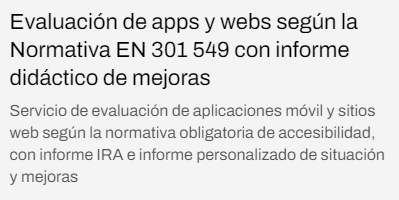 Evaluación de apps y webs según la
Normativa EN 301 549 con informe
didáctico de mejoras
Servicio de evaluación de aplicaciones móvil y sitios
web según la normativa obligatoria de accesibilidad,
con informe IRA e informe personalizado de situación
y mejoras